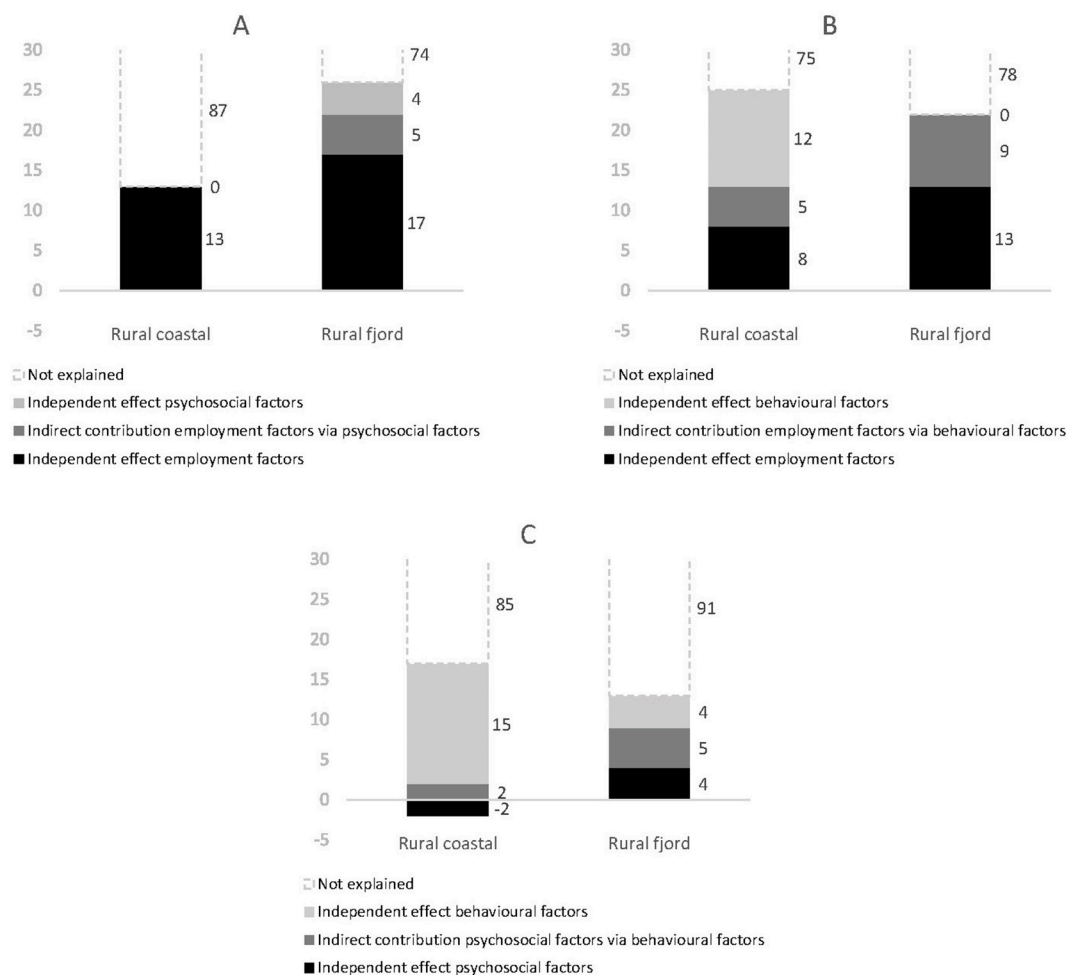 A
30
25
20
15
10
5
0
-5
87
0
13
74
4
5
17
Rural coastal
Rural fjord
Not explained
Independent effect psychosocial factors
Indirect contribution employment factors via psychosocial factors
Independent effect employment factors
B
30
25
20
15
10
5
0
-5
75
12
5
8
78
0
9
13
Rural coastal
Rural fjord
Not explained
Independent effect behavioural factors
Indirect contribution employment factors via behavioural factors
Independent effect employment factors
C
30
25
20
15
10
5
0
-5
85
15
2
-2
91
4
5
4
Rural coastal
Rural fjord
Not explained
Independent effect behavioural factors
Indirect contribution psychosocial factors via behavioural factors
Independent effect psychosocial factors